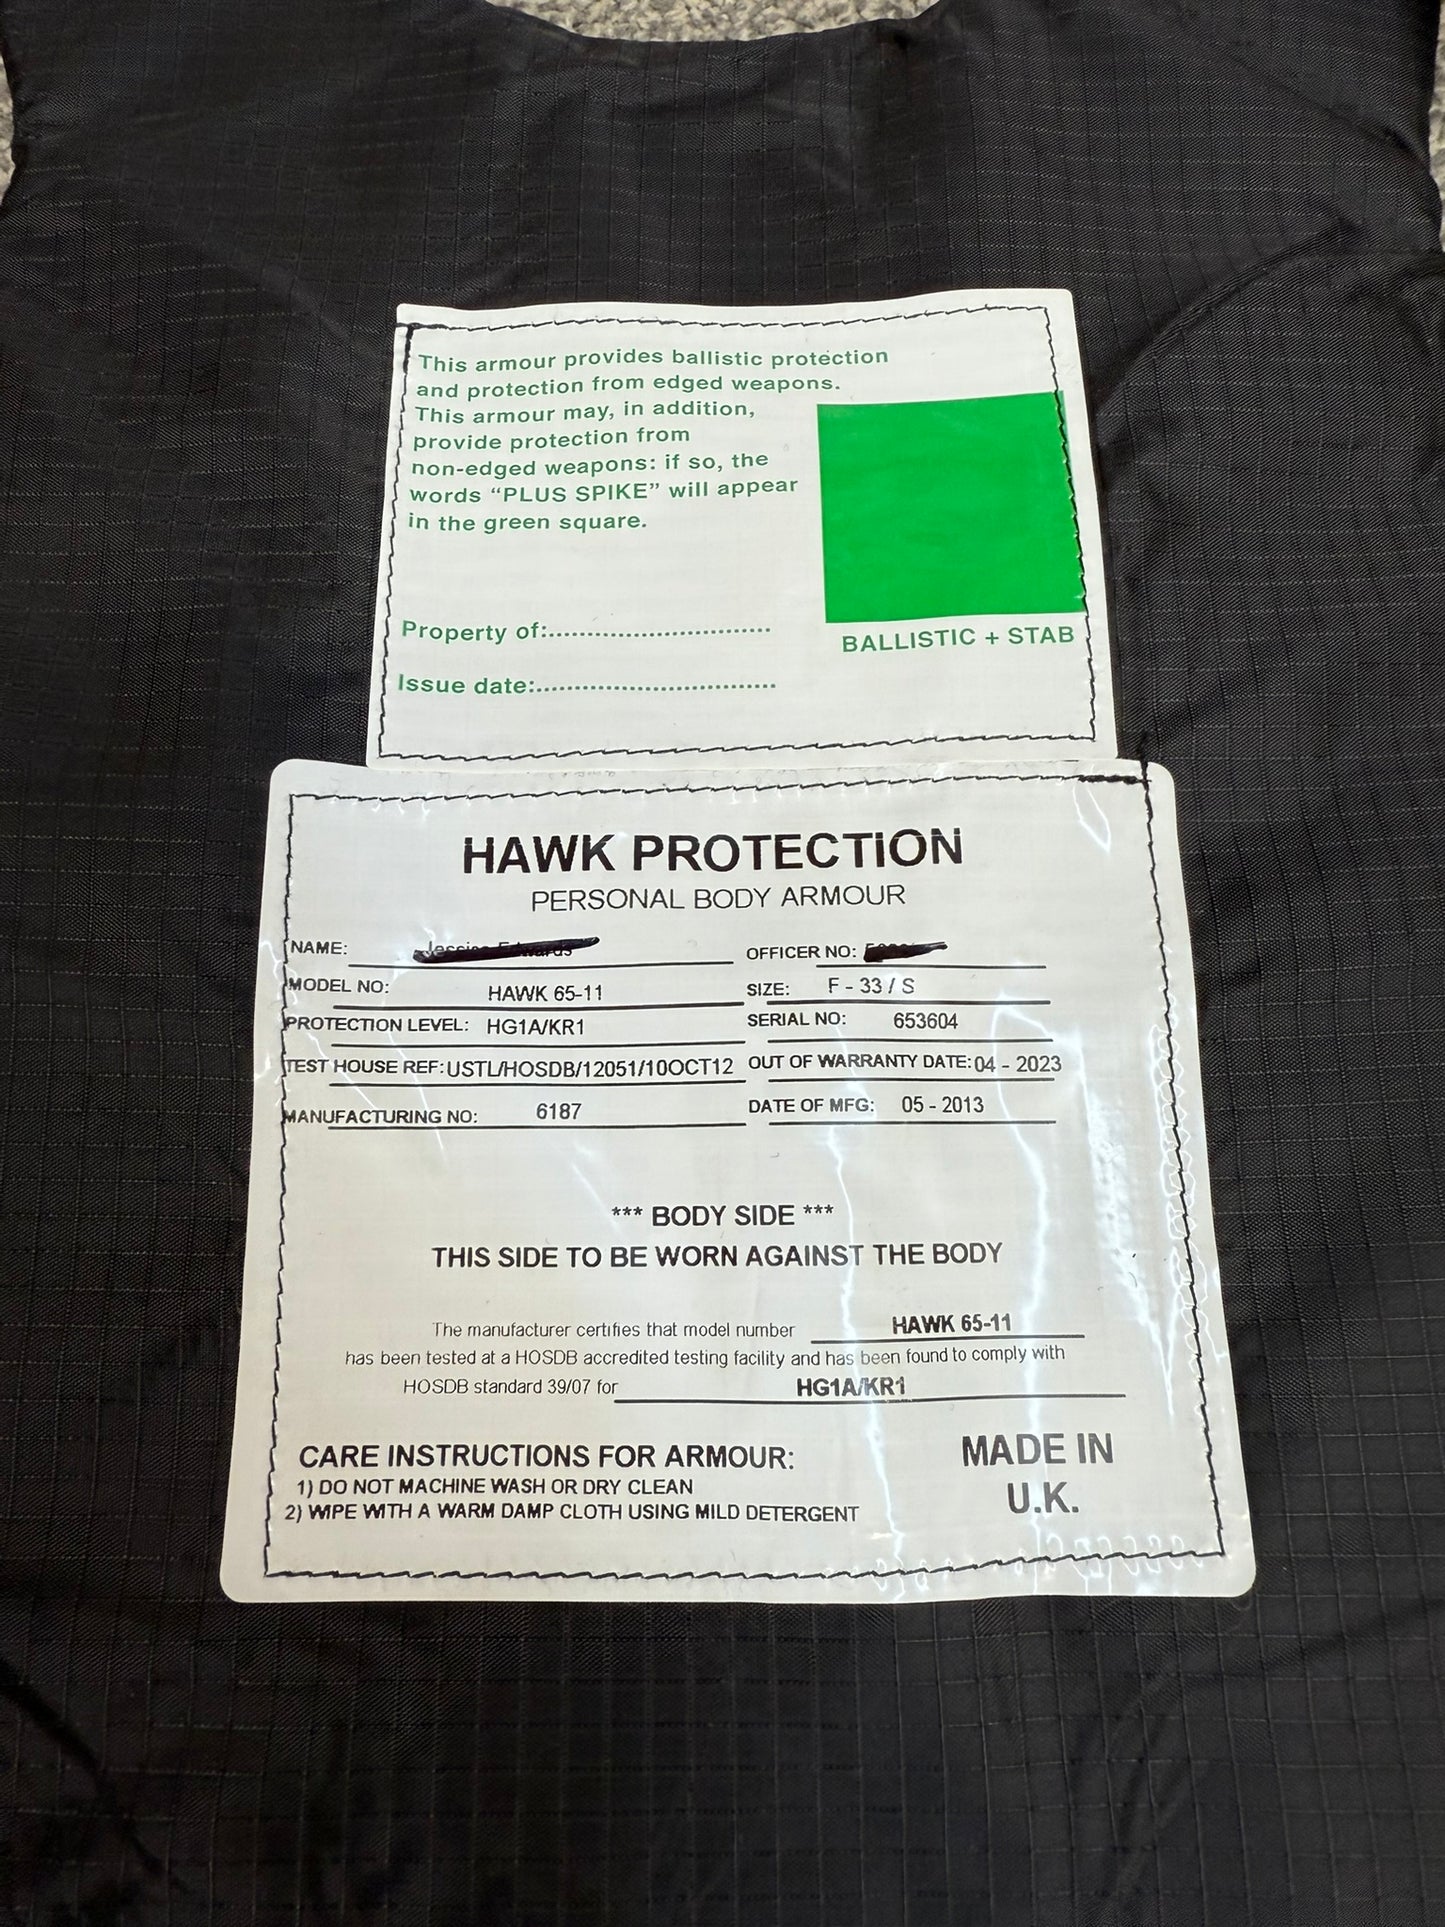 This armour provides ballistic protection
and protection from edged weapons.
This armour may, in addition,
provide protection from
non-edged weapons: if so, the
words “PLUS SPIKE” will appear
in the green square.
Property of:
Issue date:
BALLISTIC + STAB
HAWK PROTECTION
PERSONAL BODY ARMOUR
NAME:
OFFICER NO:
MODEL NO: HAWK 65-11
SIZE: F - 33 / S
PROTECTION LEVEL: HG1A/KR1
SERIAL NO: 653604
TEST HOUSE REF: USTL/HOSDB/12051/10OCT12
OUT OF WARRANTY DATE: 04 - 2023
MANUFACTURING NO: 6187
DATE OF MFG: 05 - 2013
*** BODY SIDE ***
THIS SIDE TO BE WORN AGAINST THE BODY
The manufacturer certifies that model number HAWK 65-11
has been tested at a HOSDB accredited testing facility and has been found to comply with
HOSDB standard 39/07 for HG1A/KR1
CARE INSTRUCTIONS FOR ARMOUR:
1) DO NOT MACHINE WASH OR DRY CLEAN
2) WIPE WITH A WARM DAMP CLOTH USING MILD DETERGENT
MADE IN
U.K.